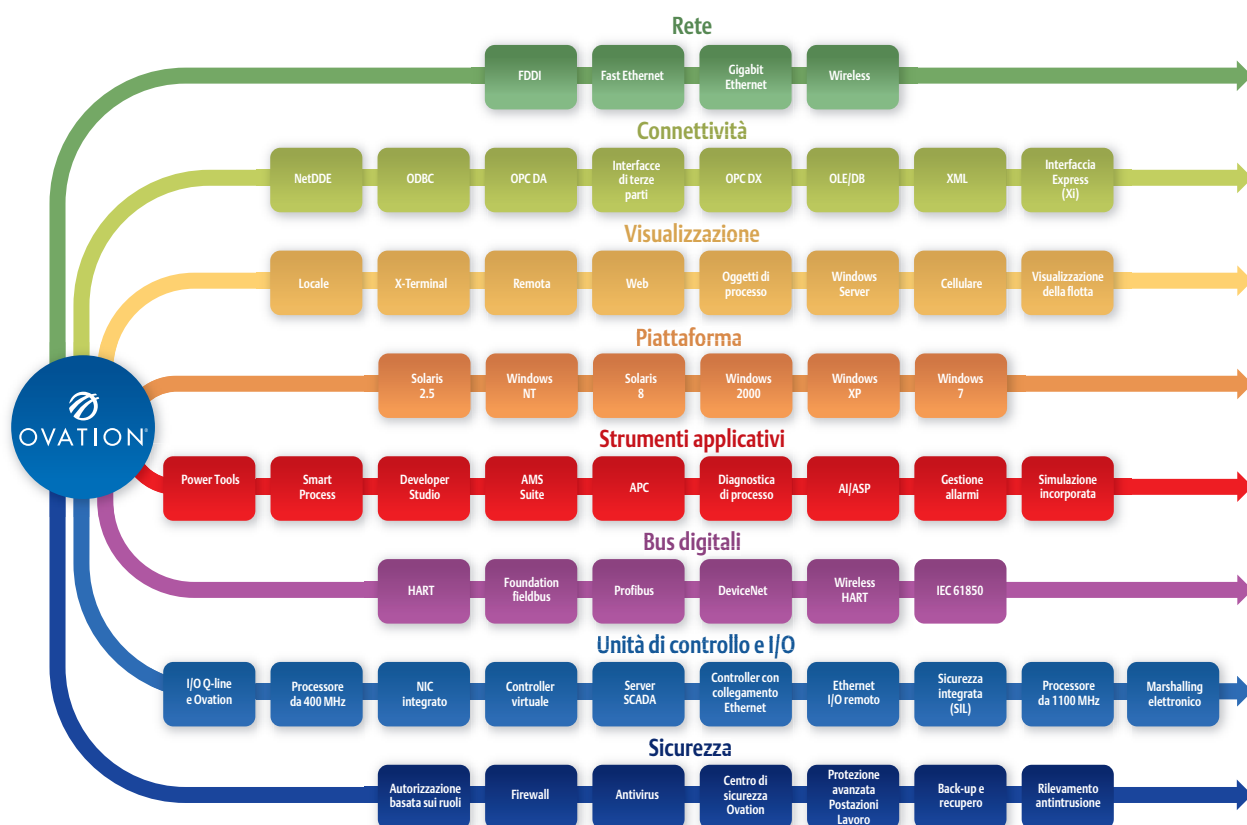 Rete
FDDI
Fast Ethernet
Gigabit
Ethernet
Wireless
Connettività
NetDDE
ODBC
OPC DA
Interfacce
di terze
parti
OPC DX
OLE/DB
XML
Interfaccia
Express
(Xi)
Visualizzazione
Locale
X-Terminal
Remota
Web
Oggetti di
processo
Windows
Server
Cellulare
Visualizzazione
della flotta
Piattaforma
Solaris
2.5
Windows
NT
Solaris
8
Windows
2000
Windows
XP
Windows
7
OVATION®
Strumenti applicativi
Power Tools
Smart
Process
Developer
Studio
AMS
Suite
APC
Diagnostica
di processo
AI/ASP
Gestione
allarmi
Simulazione
incorporata
Bus digitali
HART
Foundation
fieldbus
Profibus
DeviceNet
Wireless
HART
IEC 61850
Unità di controllo e I/O
I/O Q-line
e Ovation
Processore
da 400 MHz
NIC
integrato
Controller
virtuale
Server
SCADA
Controller con
collegamento
Ethernet
Ethernet
I/O remoto
Sicurezza
integrata
(SIL)
Processore
da 1100 MHz
Marshalling
elettronico
Sicurezza
Autorizzazione
basata sui ruoli
Firewall
Antivirus
Centro di
sicurezza
Ovation
Protezione
avanzata
Postazioni
Lavoro
Back-up e
recupero
Rilevamento
antintrusione